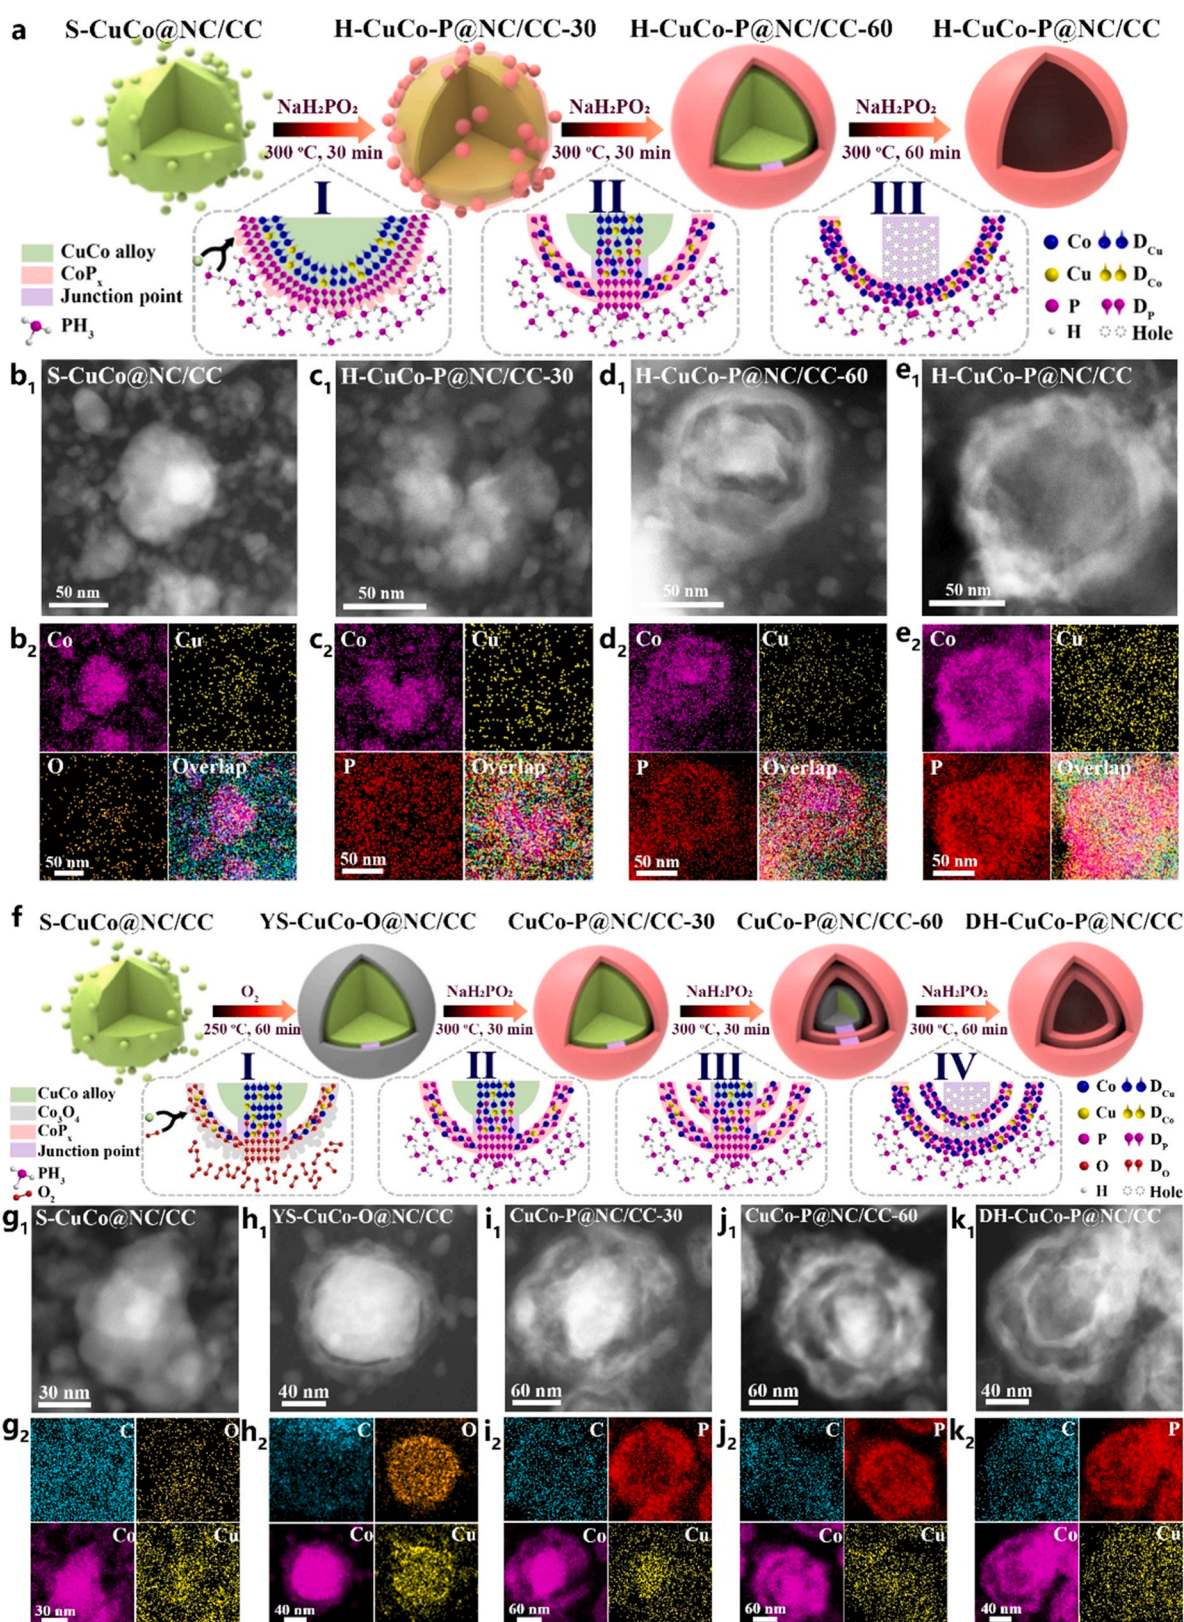 a
S-CuCo@NC/CC H-CuCo-P@NC/CC-30 H-CuCo-P@NC/CC-60 H-CuCo-P@NC/CC
NaH₂PO₂ NaH₂PO₂ NaH₂PO₂
300 °C, 30 min 300 °C, 30 min 300 °C, 60 min
I II III
CuCo alloy
CoPₓ
Junction point
PH₃
Co D_Cu
Cu D_Co
P D_P
H Hole
b₁ S-CuCo@NC/CC c₁ H-CuCo-P@NC/CC-30 d₁ H-CuCo-P@NC/CC-60 e₁ H-CuCo-P@NC/CC
50 nm 50 nm 50 nm 50 nm
b₂ Co Cu c₂ Co Cu d₂ Co Cu e₂ Co Cu
O Overlap P Overlap P Overlap P Overlap
50 nm 50 nm 50 nm 50 nm
f
S-CuCo@NC/CC YS-CuCo-O@NC/CC CuCo-P@NC/CC-30 CuCo-P@NC/CC-60 DH-CuCo-P@NC/CC
O₂ NaH₂PO₂ NaH₂PO₂ NaH₂PO₂
250 °C, 60 min 300 °C, 30 min 300 °C, 30 min 300 °C, 60 min
I II III IV
CuCo alloy
Co₃O₄
CoPₓ
Junction point
PH₃
O₂
Co D_Cu
Cu D_Co
P D_P
O D_O
H Hole
g₁ S-CuCo@NC/CC h₁ YS-CuCo-O@NC/CC i₁ CuCo-P@NC/CC-30 j₁ CuCo-P@NC/CC-60 k₁ DH-CuCo-P@NC/CC
30 nm 40 nm 60 nm 60 nm 40 nm
g₂ C O h₂ C O i₂ C P j₂ C P k₂ C P
Co Cu Co Cu Co Cu Co Cu Co Cu
30 nm 40 nm 60 nm 60 nm 40 nm